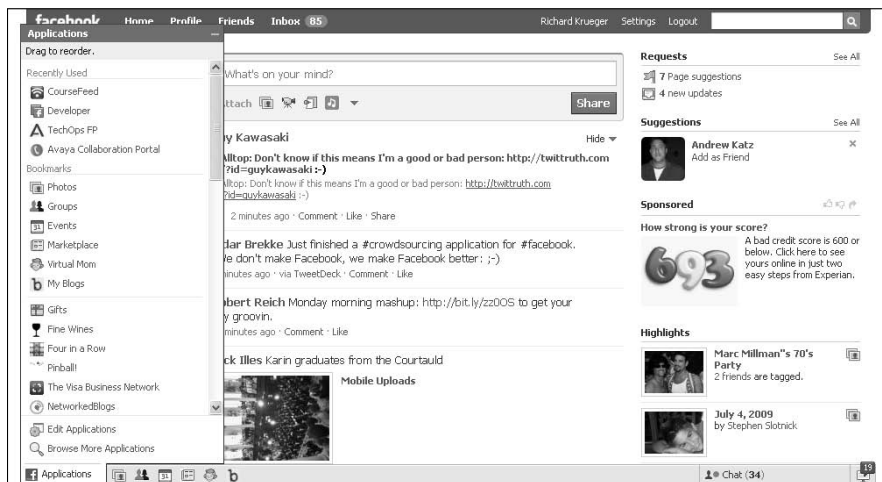 facebook Home Profile Friends Inbox 85 Richard Krueger Settings Logout
Applications
Drag to reorder.
Recently Used
CourseFeed
Developer
TechOps FP
Avaya Collaboration Portal
Bookmarks
Photos
Groups
31 Events
Marketplace
Virtual Mom
b My Blogs
Gifts
Fine Wines
Four in a Row
Pinball!
The Visa Business Network
NetworkedBlogs
Edit Applications
Browse More Applications
Applications
31
b
What's on your mind?
ttach
Share
y Kawasaki Hide
lltop: Don't know if this means I'm a good or bad person: http://twittruth.com
?id=guykawasaki :-)
lltop: Don't know if this means I'm a good or bad person: http://twittruth.com
?id=guykawasaki :-)
2 minutes ago · Comment · Like · Share
dar Brekke Just finished a #crowdsourcing application for #facebook.
e don't make Facebook, we make Facebook better: ;-)
inutes ago · via TweetDeck · Comment · Like
bert Reich Monday morning mashup: http://bit.ly/zz0OS to get your
y groovin.
minutes ago · Comment · Like
ck Illes Karin graduates from the Courtauld
Mobile Uploads
Requests See All
7 Page suggestions
4 new updates
Suggestions See All
Andrew Katz
Add as Friend
Sponsored
How strong is your score?
693
A bad credit score is 600 or
below. Click here to see
yours online in just two
easy steps from Experian.
Highlights
Marc Millman"s 70's
Party
2 friends are tagged.
July 4, 2009
by Stephen Slotnick
Chat (34)
19